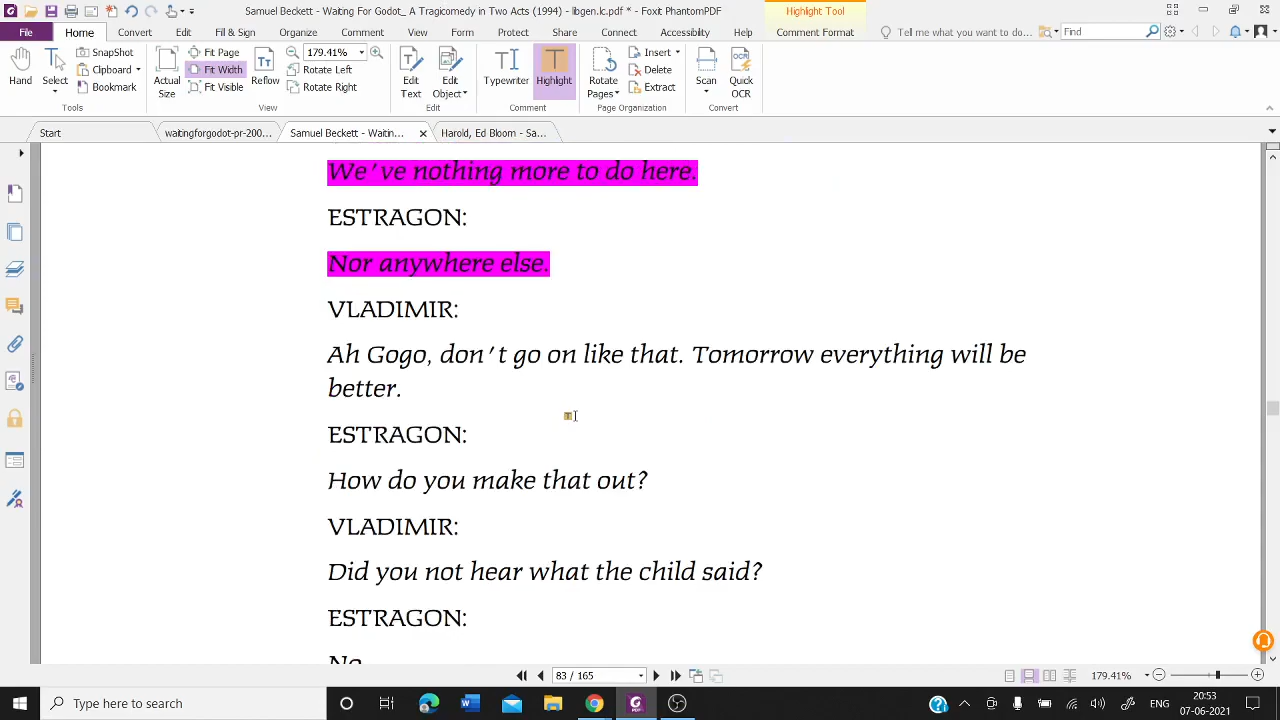 Samuel Beckett - Waiting For Godot_ A Tragicomedy in Two Acts (1994) - libgen.lc.pdf * - Foxit PhantomPDF
Highlight Tool
File Home Convert Edit Fill & Sign Organize Comment View Form Protect Share Connect Accessibility Help Comment Format Tell me what you want to do... Find
Hand
Select
SnapShot
Clipboard
Bookmark
Tools
Actual Size
Fit Page
Fit Width
Fit Visible
Reflow
179.41%
Rotate Left
Rotate Right
View
Edit Text
Edit Object
Edit
Typewriter
Highlight
Comment
Rotate Pages
Insert
Delete
Extract
Page Organization
Scan
Quick OCR
Convert
Start waitingforgodot-pr-200... Samuel Beckett - Waitin... Harold, Ed Bloom - Sa...
We've nothing more to do here.
ESTRAGON:
Nor anywhere else.
VLADIMIR:
Ah Gogo, don't go on like that. Tomorrow everything will be
better.
ESTRAGON:
How do you make that out?
VLADIMIR:
Did you not hear what the child said?
ESTRAGON:
No.
83 / 165
179.41%
Type here to search
ENG
20:53
07-06-2021